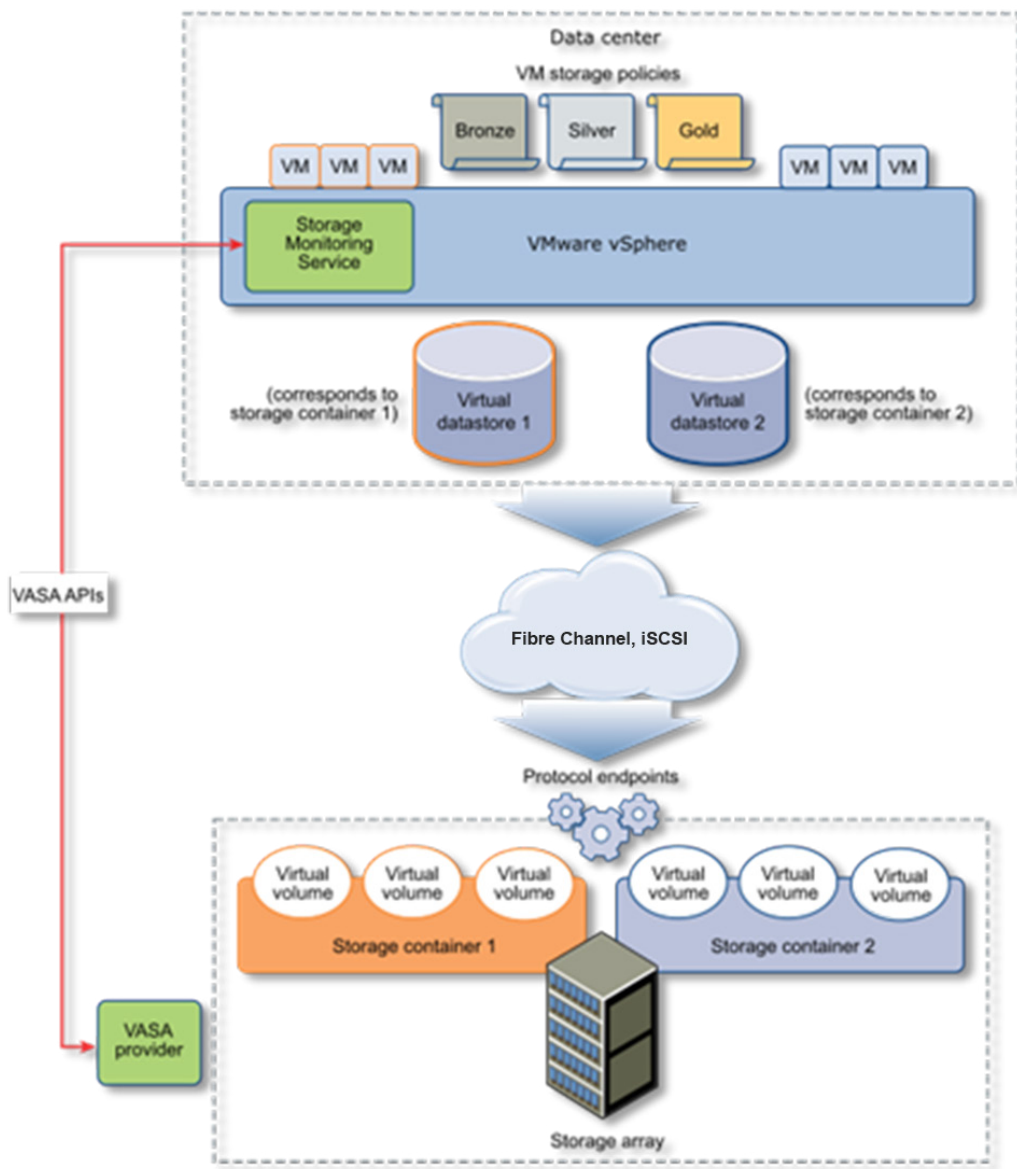 Data center
VM storage policies
Bronze
Silver
Gold
VM
VM
VM
VM
VM
VM
Storage
Monitoring
Service
VMware vSphere
(corresponds to
storage container 1)
Virtual
datastore 1
Virtual
datastore 2
(corresponds to
storage container 2)
VASA APIs
Fibre Channel, iSCSI
Protocol endpoints
Virtual
volume
Virtual
volume
Virtual
volume
Virtual
volume
Virtual
volume
Virtual
volume
Storage container 1
Storage container 2
VASA
provider
Storage array